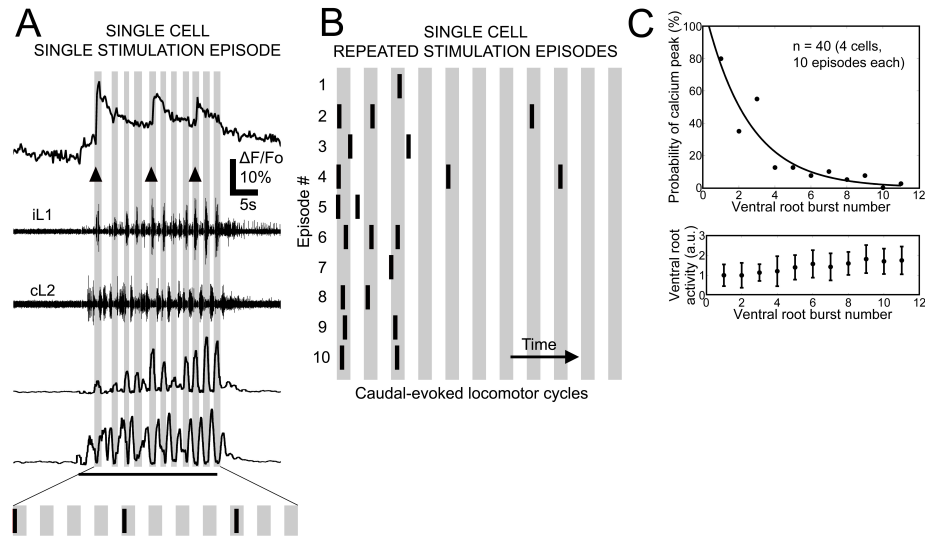 A
SINGLE CELL
SINGLE STIMULATION EPISODE
ΔF/Fo
10%
5s
iL1
cL2
B
SINGLE CELL
REPEATED STIMULATION EPISODES
Episode #
1
2
3
4
5
6
7
8
9
10
Time
Caudal-evoked locomotor cycles
C
Probability of calcium peak (%)
100
80
60
40
20
0
n = 40 (4 cells,
10 episodes each)
0 2 4 6 8 10 12
Ventral root burst number
Ventral root
activity (a.u.)
3
2
1
0
0 2 4 6 8 10 12
Ventral root burst number